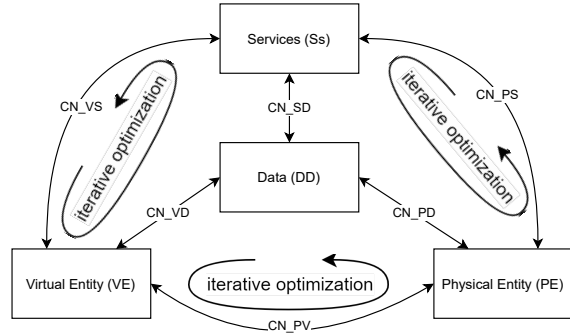 Services (Ss)
CN_VS
iterative optimization
CN_SD
iterative optimization
CN_PS
Data (DD)
CN_VD
CN_PD
Virtual Entity (VE)
iterative optimization
Physical Entity (PE)
CN_PV